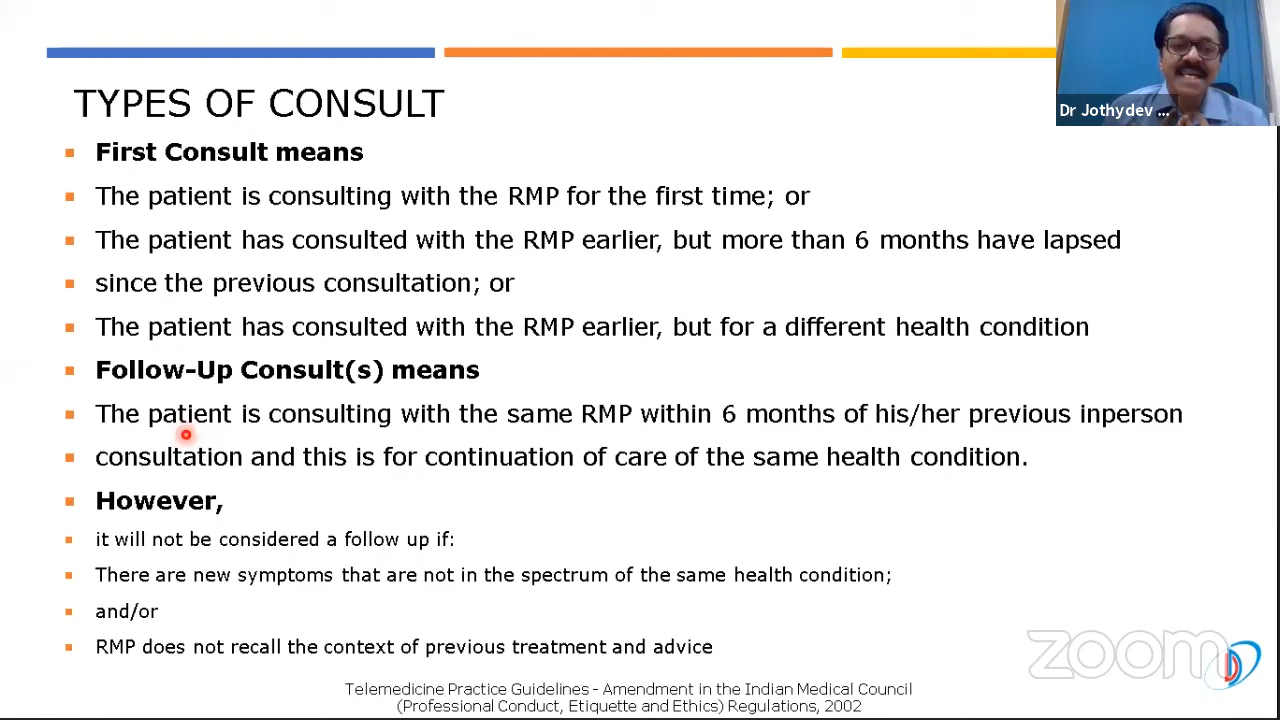 Dr Jothydev ...
TYPES OF CONSULT
First Consult means
The patient is consulting with the RMP for the first time; or
The patient has consulted with the RMP earlier, but more than 6 months have lapsed
since the previous consultation; or
The patient has consulted with the RMP earlier, but for a different health condition
Follow-Up Consult(s) means
The patient is consulting with the same RMP within 6 months of his/her previous inperson
consultation and this is for continuation of care of the same health condition.
However,
it will not be considered a follow up if:
There are new symptoms that are not in the spectrum of the same health condition;
and/or
RMP does not recall the context of previous treatment and advice
zoom
Telemedicine Practice Guidelines - Amendment in the Indian Medical Council
(Professional Conduct, Etiquette and Ethics) Regulations, 2002